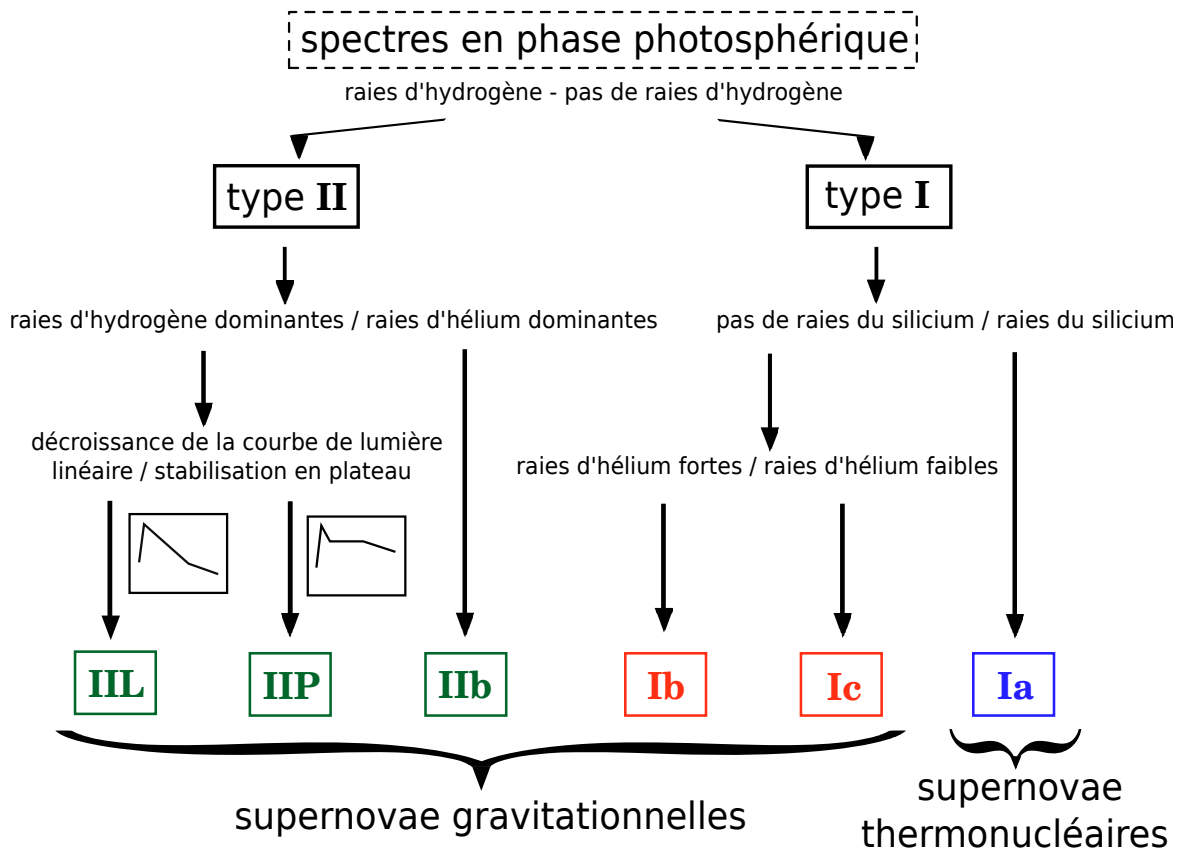 spectres en phase photosphérique
raies d'hydrogène - pas de raies d'hydrogène
type II
type I
raies d'hydrogène dominantes / raies d'hélium dominantes
pas de raies du silicium / raies du silicium
décroissance de la courbe de lumière
linéaire / stabilisation en plateau
raies d'hélium fortes / raies d'hélium faibles
IIL
IIP
IIb
Ib
Ic
Ia
supernovae gravitationnelles
supernovae
thermonucléaires